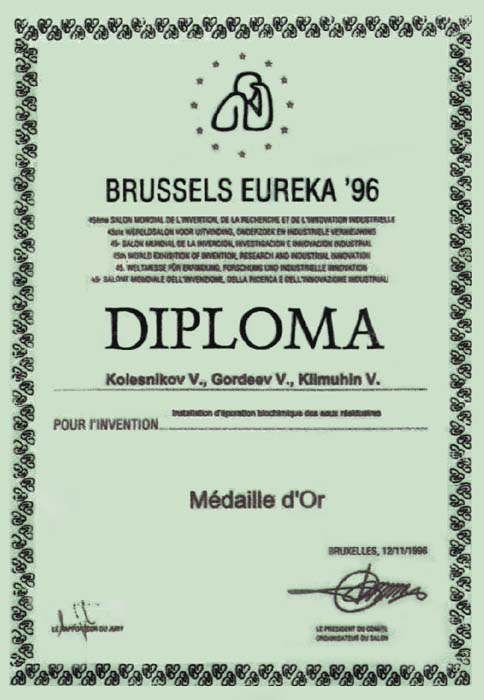 BRUSSELS EUREKA '96
45ème SALON MONDIAL DE L'INVENTION, DE LA RECHERCHE ET DE L'INNOVATION INDUSTRIELLE
45ste WERELDSALON VOOR UITVINDING, ONDERZOEK EN INDUSTRIELE VERNIEUWING
45- SALON MUNDIAL DE LA INVENCION, INVESTIGACION E INNOVACION INDUSTRIAL
45th WORLD EXHIBITION OF INVENTION, RESEARCH AND INDUSTRIAL INNOVATION
45. WELTMESSE FÜR ERFINDUNG, FORSCHUNG UND INDUSTRIELLE INNOVATION
45- SALONE MONDIALE DELL'INVENZIONE, DELLA RICERCA E DELL'INNOVAZIONE INDUSTRIALE
DIPLOMA
Kolesnikov V., Gordeev V., Klimuhin V.
Installation d'épuration biochimique des eaux résiduaires
POUR l'INVENTION
Médaille d'Or
BRUXELLES, 12/11/1996
LE RAPPORTEUR DU JURY
LE PRESIDENT DU COMITE
ORGANISATEUR DU SALON